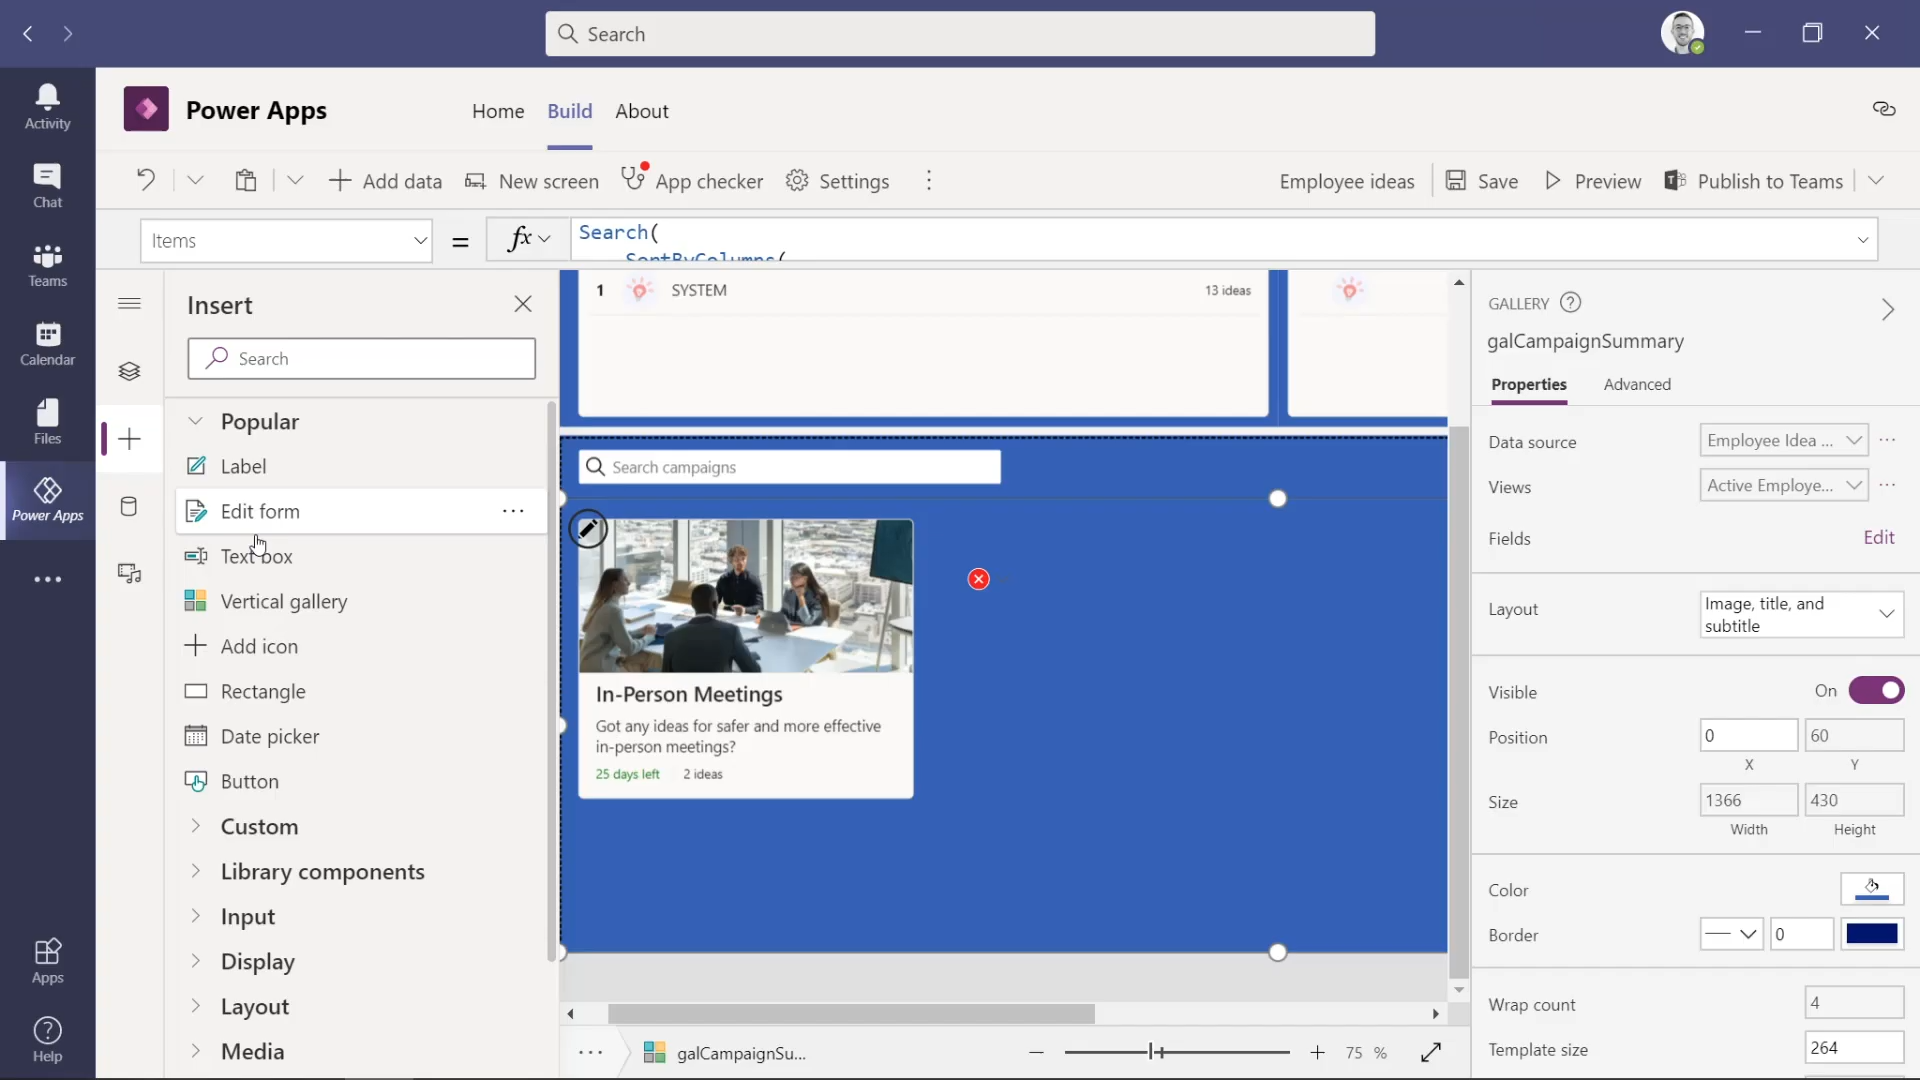 Search
Activity
Chat
Teams
Calendar
Files
Power Apps
Apps
Help
Power Apps
Home
Build
About
Add data
New screen
App checker
Settings
Employee ideas
Save
Preview
Publish to Teams
Items
=
fx
Search(
SortByColumns(
Insert
Search
Popular
Label
Edit form
Text box
Vertical gallery
Add icon
Rectangle
Date picker
Button
Custom
Library components
Input
Display
Layout
Media
1 SYSTEM 13 ideas
Search campaigns
In-Person Meetings
Got any ideas for safer and more effective
in-person meetings?
25 days left 2 ideas
galCampaignSu...
75 %
GALLERY
galCampaignSummary
Properties
Advanced
Data source
Employee Idea ...
Views
Active Employe...
Fields
Edit
Layout
Image, title, and
subtitle
Visible
On
Position
0
60
X
Y
Size
1366
430
Width
Height
Color
Border
0
Wrap count
4
Template size
264